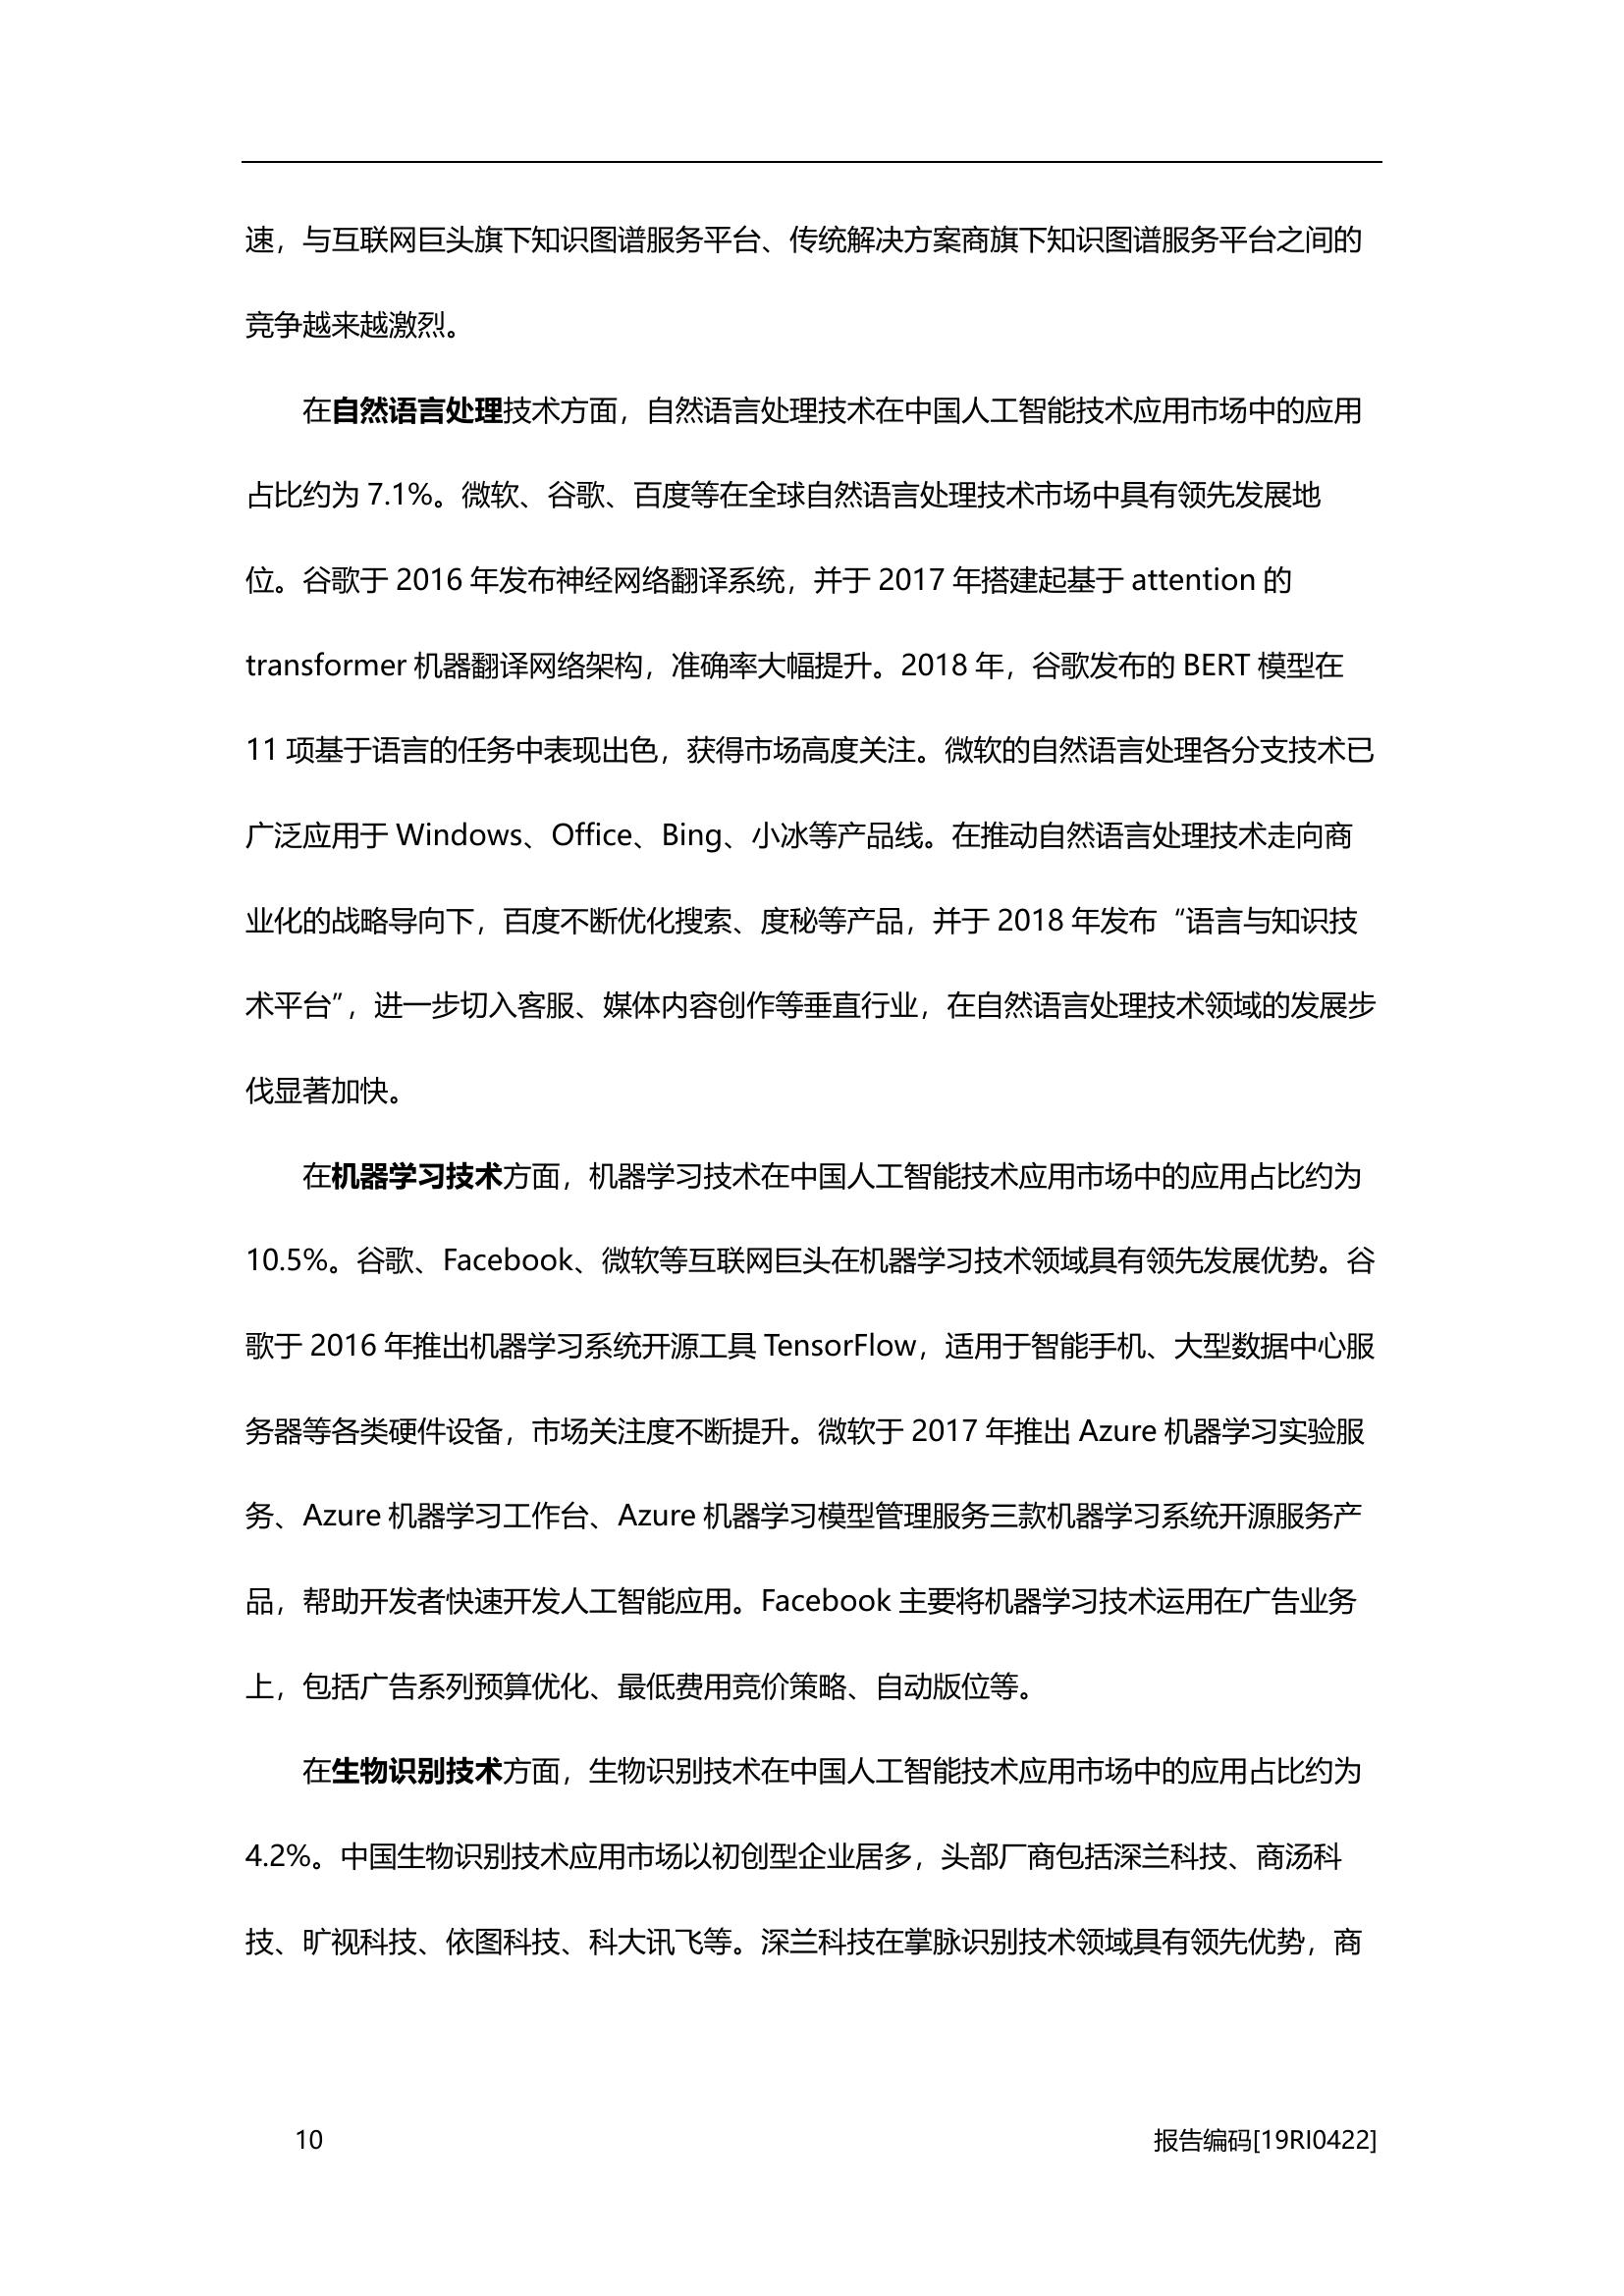 速，与互联网巨头旗下知识图谱服务平台、传统解决方案商旗下知识图谱服务平台之间的
竞争越来越激烈。
在自然语言处理技术方面，自然语言处理技术在中国人工智能技术应用市场中的应用
占比约为 7.1%。微软、谷歌、百度等在全球自然语言处理技术市场中具有领先发展地
位。谷歌于 2016 年发布神经网络翻译系统，并于 2017 年搭建起基于 attention 的
transformer 机器翻译网络架构，准确率大幅提升。2018 年，谷歌发布的 BERT 模型在
11 项基于语言的任务中表现出色，获得市场高度关注。微软的自然语言处理各分支技术已
广泛应用于 Windows、Office、Bing、小冰等产品线。在推动自然语言处理技术走向商
业化的战略导向下，百度不断优化搜索、度秘等产品，并于 2018 年发布“语言与知识技
术平台”，进一步切入客服、媒体内容创作等垂直行业，在自然语言处理技术领域的发展步
伐显著加快。
在机器学习技术方面，机器学习技术在中国人工智能技术应用市场中的应用占比约为
10.5%。谷歌、Facebook、微软等互联网巨头在机器学习技术领域具有领先发展优势。谷
歌于 2016 年推出机器学习系统开源工具 TensorFlow，适用于智能手机、大型数据中心服
务器等各类硬件设备，市场关注度不断提升。微软于 2017 年推出 Azure 机器学习实验服
务、Azure 机器学习工作台、Azure 机器学习模型管理服务三款机器学习系统开源服务产
品，帮助开发者快速开发人工智能应用。Facebook 主要将机器学习技术运用在广告业务
上，包括广告系列预算优化、最低费用竞价策略、自动版位等。
在生物识别技术方面，生物识别技术在中国人工智能技术应用市场中的应用占比约为
4.2%。中国生物识别技术应用市场以初创型企业居多，头部厂商包括深兰科技、商汤科
技、旷视科技、依图科技、科大讯飞等。深兰科技在掌脉识别技术领域具有领先优势，商
10
报告编码[19RI0422]